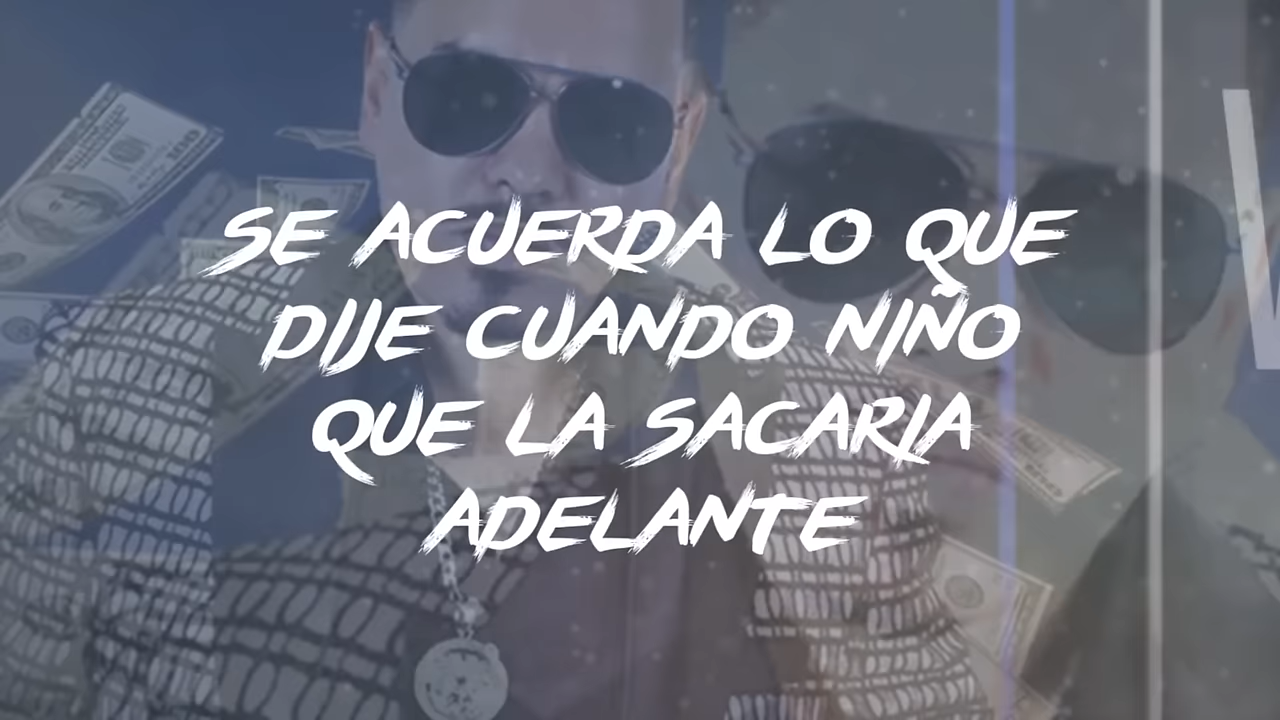 SE ACUERDA LO QUE
DIJE CUANDO NIÑO
QUE LA SACARIA
ADELANTE